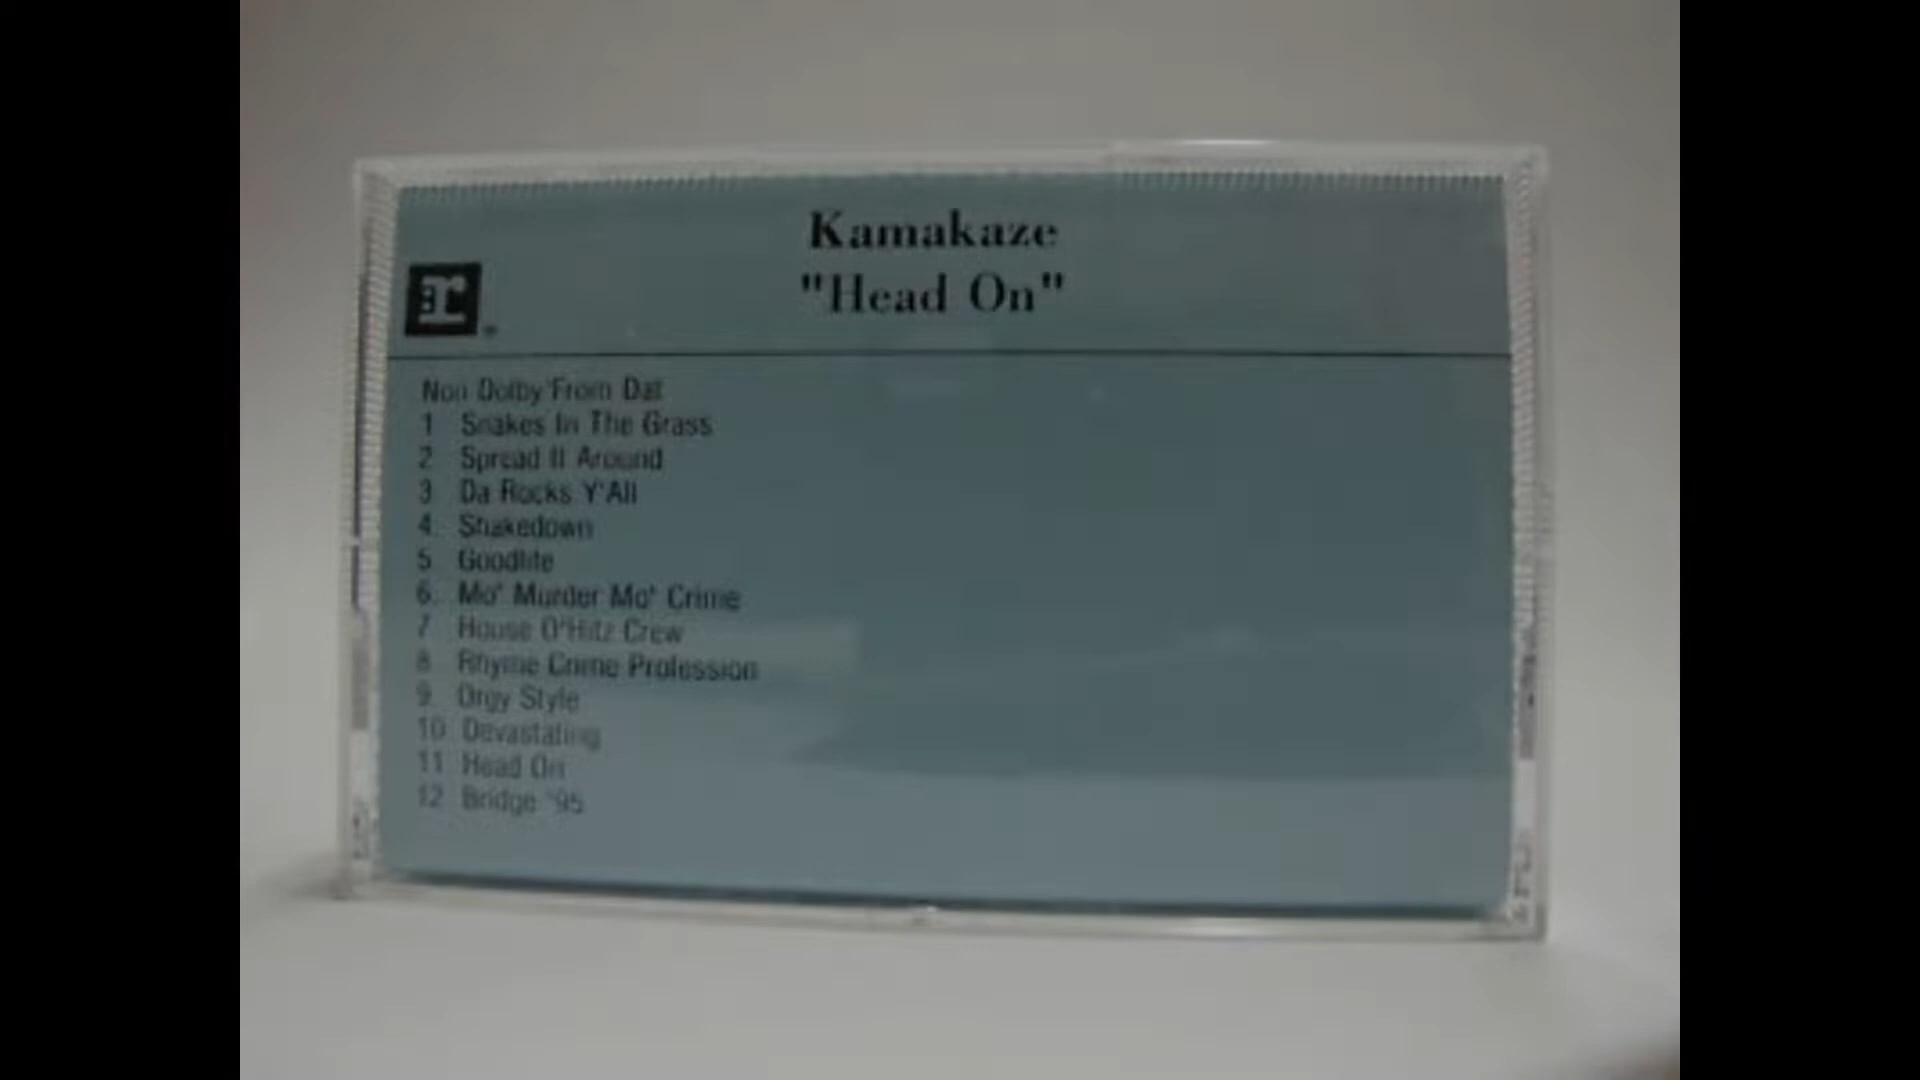 Kamakaze
"Head On"
r
Non Dolby From Dat
1 Snakes In The Grass
2 Spread It Around
3 Da Rocks Y'All
4. Shakedown
5 Goodlife
6. Mo' Murder Mo' Crime
7 House O'Hitz Crew
8 Rhyme Crime Profession
9. Orgy Style
10 Devastating
11 Head On
12 Bridge '95